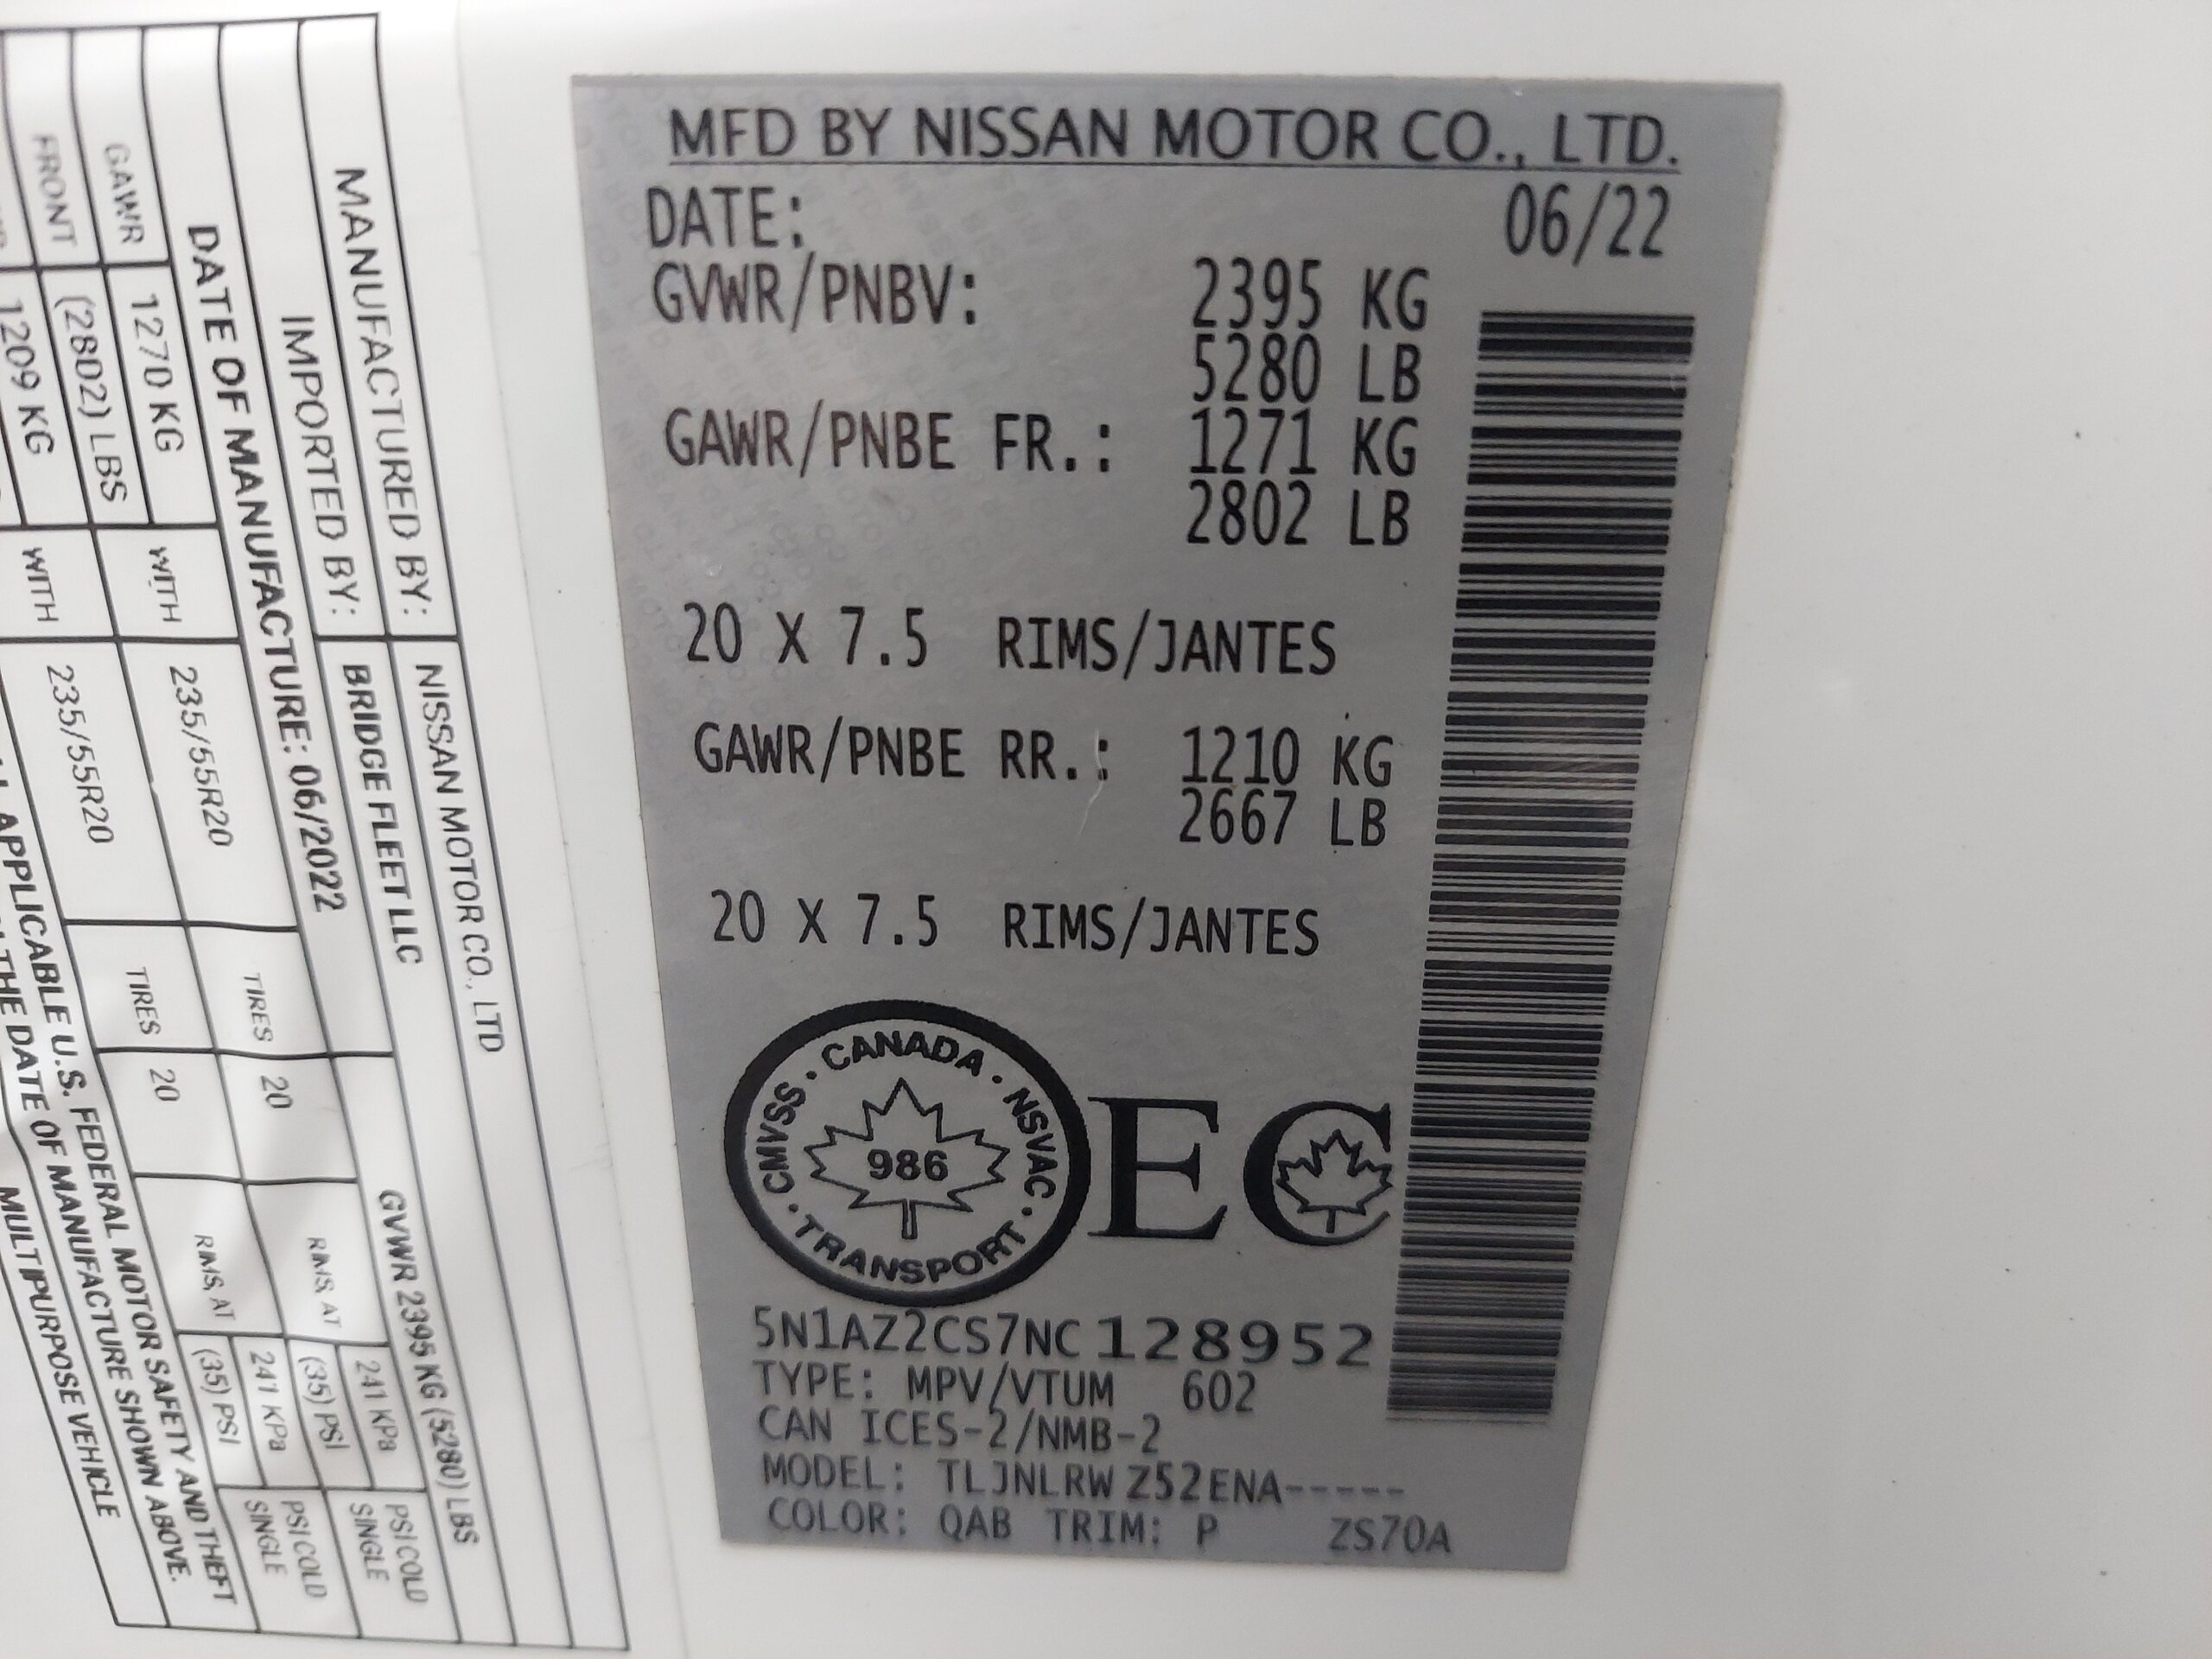 MFD BY NISSAN MOTOR CO., LTD.
DATE: 06/22
GVWR/PNBV: 2395 KG
5280 LB
GAWR/PNBE FR.: 1271 KG
2802 LB
20 X 7.5 RIMS/JANTES
GAWR/PNBE RR.: 1210 KG
2667 LB
20 X 7.5 RIMS/JANTES
CANADA · NSVAC · TRANSPORT · CMVSS ·
986
EC
5N1AZ2CS7NC128952
TYPE: MPV/VTUM 602
CAN ICES-2/NMB-2
MODEL: TLJNLRW Z52ENA-----
COLOR: QAB TRIM: P ZS70A
MANUFACTURED BY: NISSAN MOTOR CO., LTD
IMPORTED BY: BRIDGE FLEET LLC
DATE OF MANUFACTURE: 06/2022 GVWR 2395 KG (5280) LBS
GAWR 1270 KG WITH 235/55R20 TIRES 20 RIMS, AT 241 KPa PSI COLD
FRONT (2802) LBS (35) PSI SINGLE
1209 KG WITH 235/55R20 TIRES 20 RIMS, AT 241 KPa PSI COLD
(35) PSI SINGLE
APPLICABLE U.S. FEDERAL MOTOR SAFETY AND THEFT
THE DATE OF MANUFACTURE SHOWN ABOVE.
MULTIPURPOSE VEHICLE